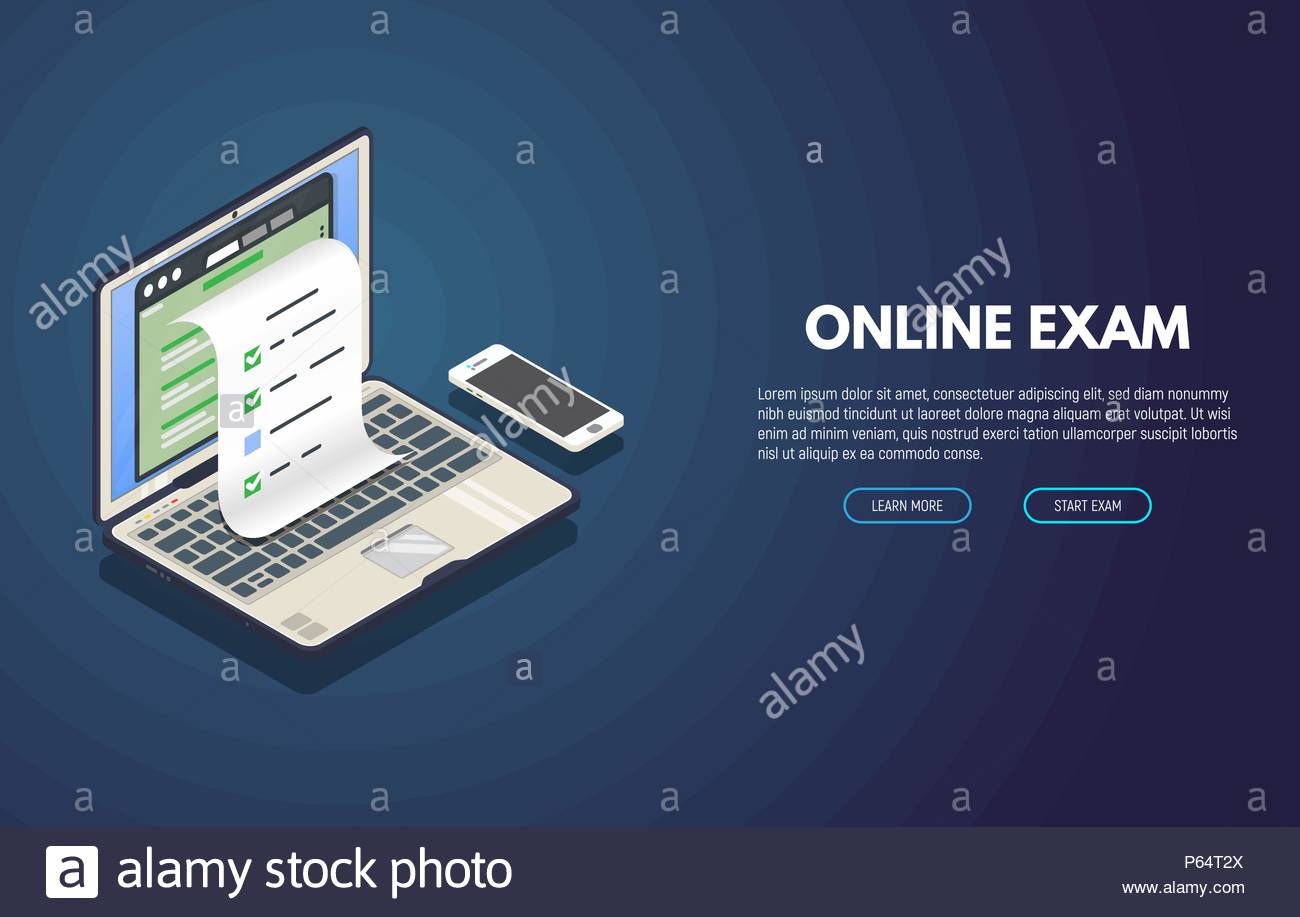 ONLINE EXAM
Lorem ipsum dolor sit amet, consectetuer adipiscing elit, sed diam nonummy
nibh euismod tincidunt ut laoreet dolore magna aliquam erat volutpat. Ut wisi
enim ad minim veniam, quis nostrud exerci tation ullamcorper suscipit lobortis
nisl ut aliquip ex ea commodo conse.
LEARN MORE
START EXAM
alamy
alamy
alamy
alamy
a alamy stock photo
P64T2X
www.alamy.com